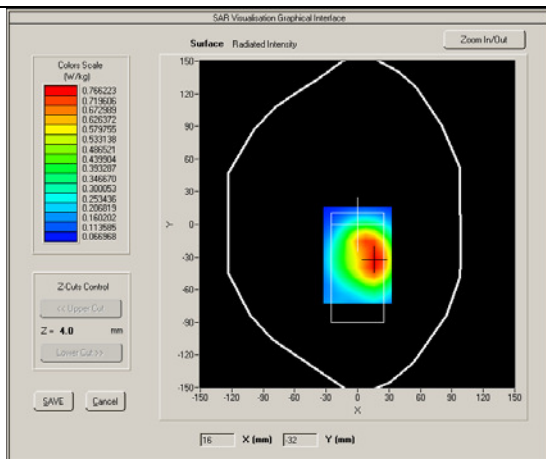 SAR Visualisation Graphical Interface
Surface Radiated Intensity
Zoom In/Out
Colors Scale
(W/kg)
0.766223
0.719606
0.672989
0.626372
0.579755
0.533138
0.486521
0.439904
0.393287
0.346670
0.300053
0.253436
0.206819
0.160202
0.113585
0.066968
150
120
90
60
30
0
-30
-60
-90
-120
-150
Y
-150 -120 -90 -60 -30 0 30 60 90 120 150
X
Z-Cuts Control
<< Upper Cut
Z = 4.0 mm
Lower Cut >>
SAVE Cancel
16 X (mm) -32 Y (mm)